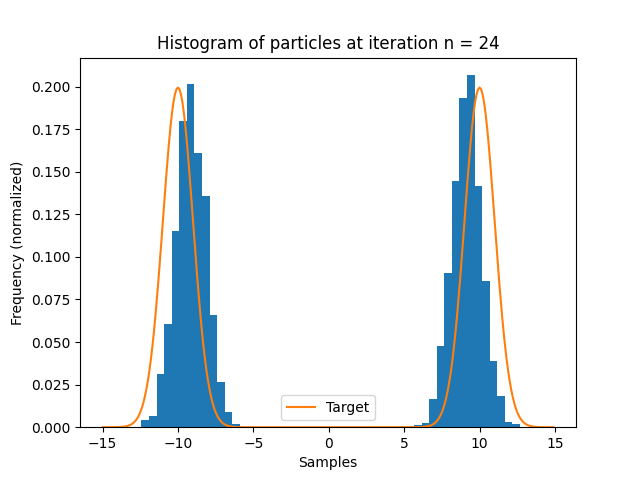 Histogram of particles at iteration n = 24
Frequency (normalized)
0.200
0.175
0.150
0.125
0.100
0.075
0.050
0.025
0.000
Target
−15 −10 −5 0 5 10 15
Samples